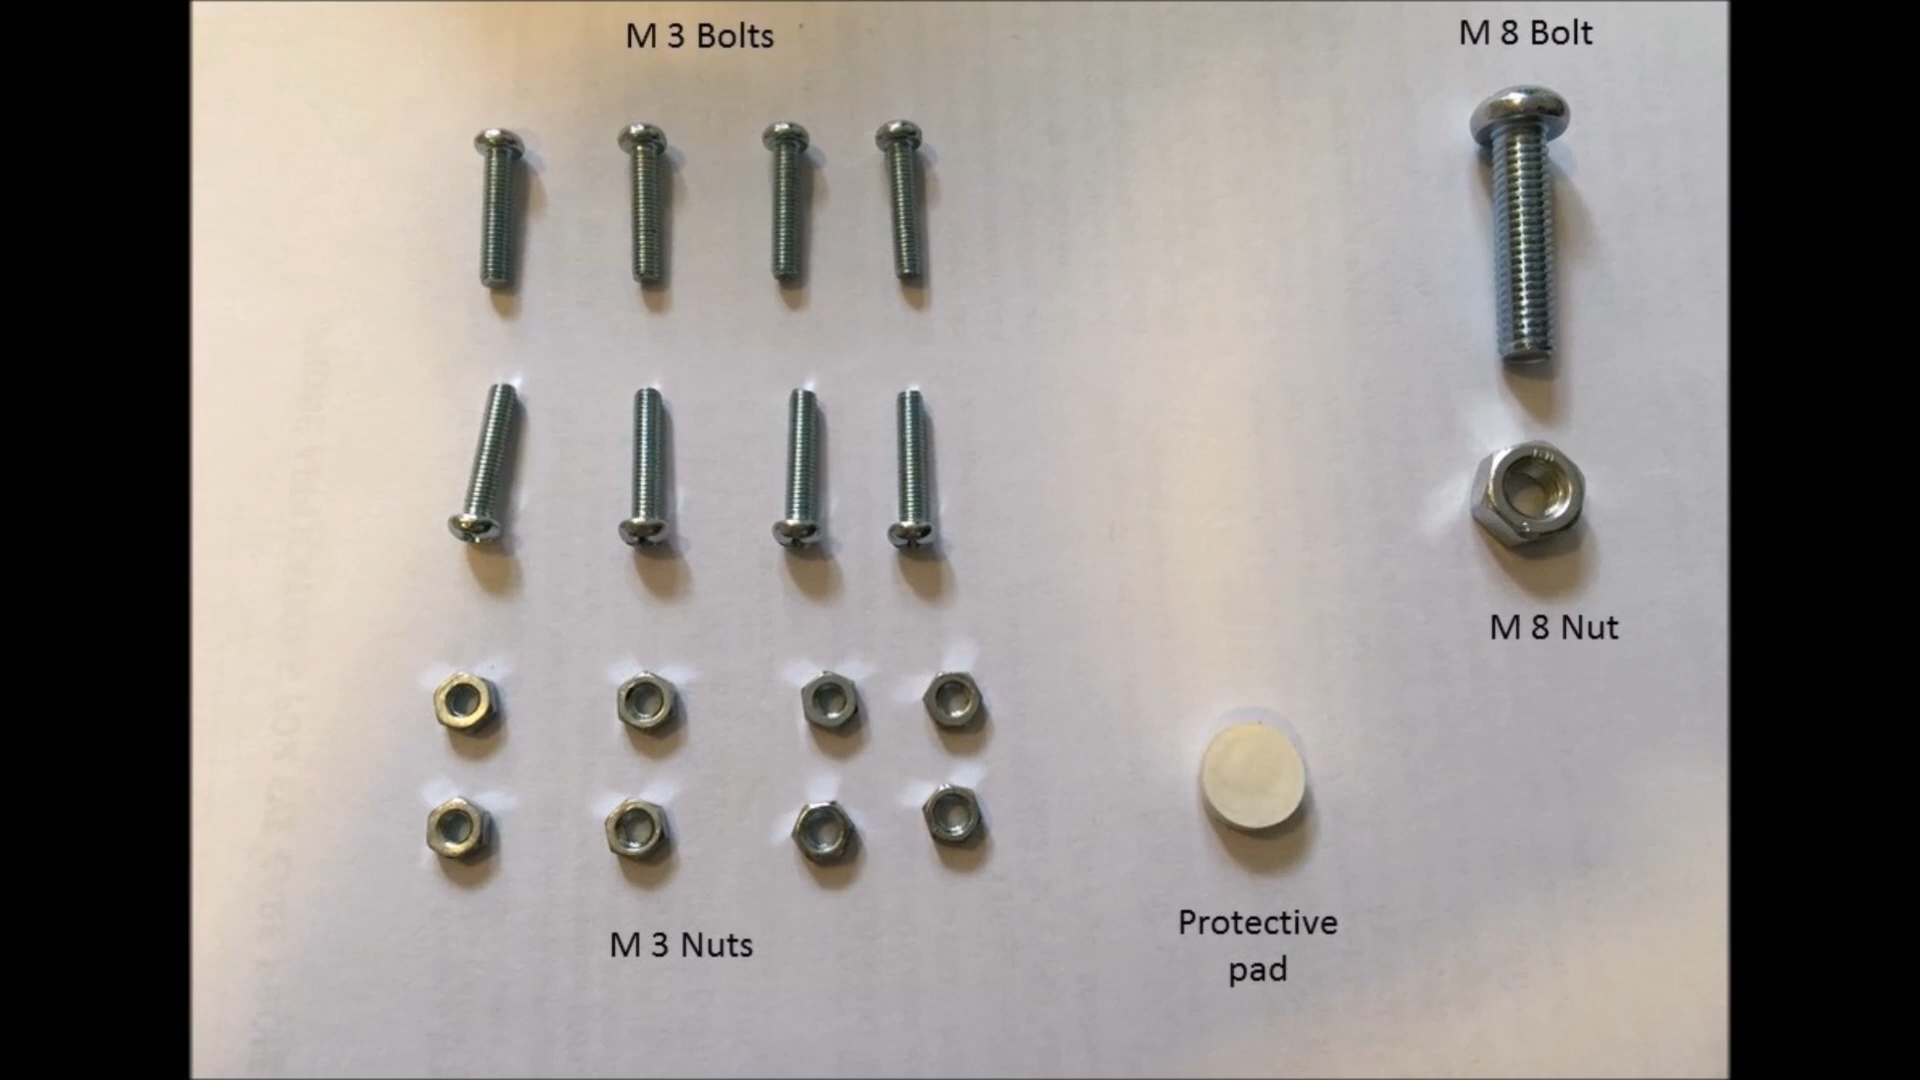 M 3 Bolts
M 8 Bolt
M 8 Nut
M 3 Nuts
Protective
pad